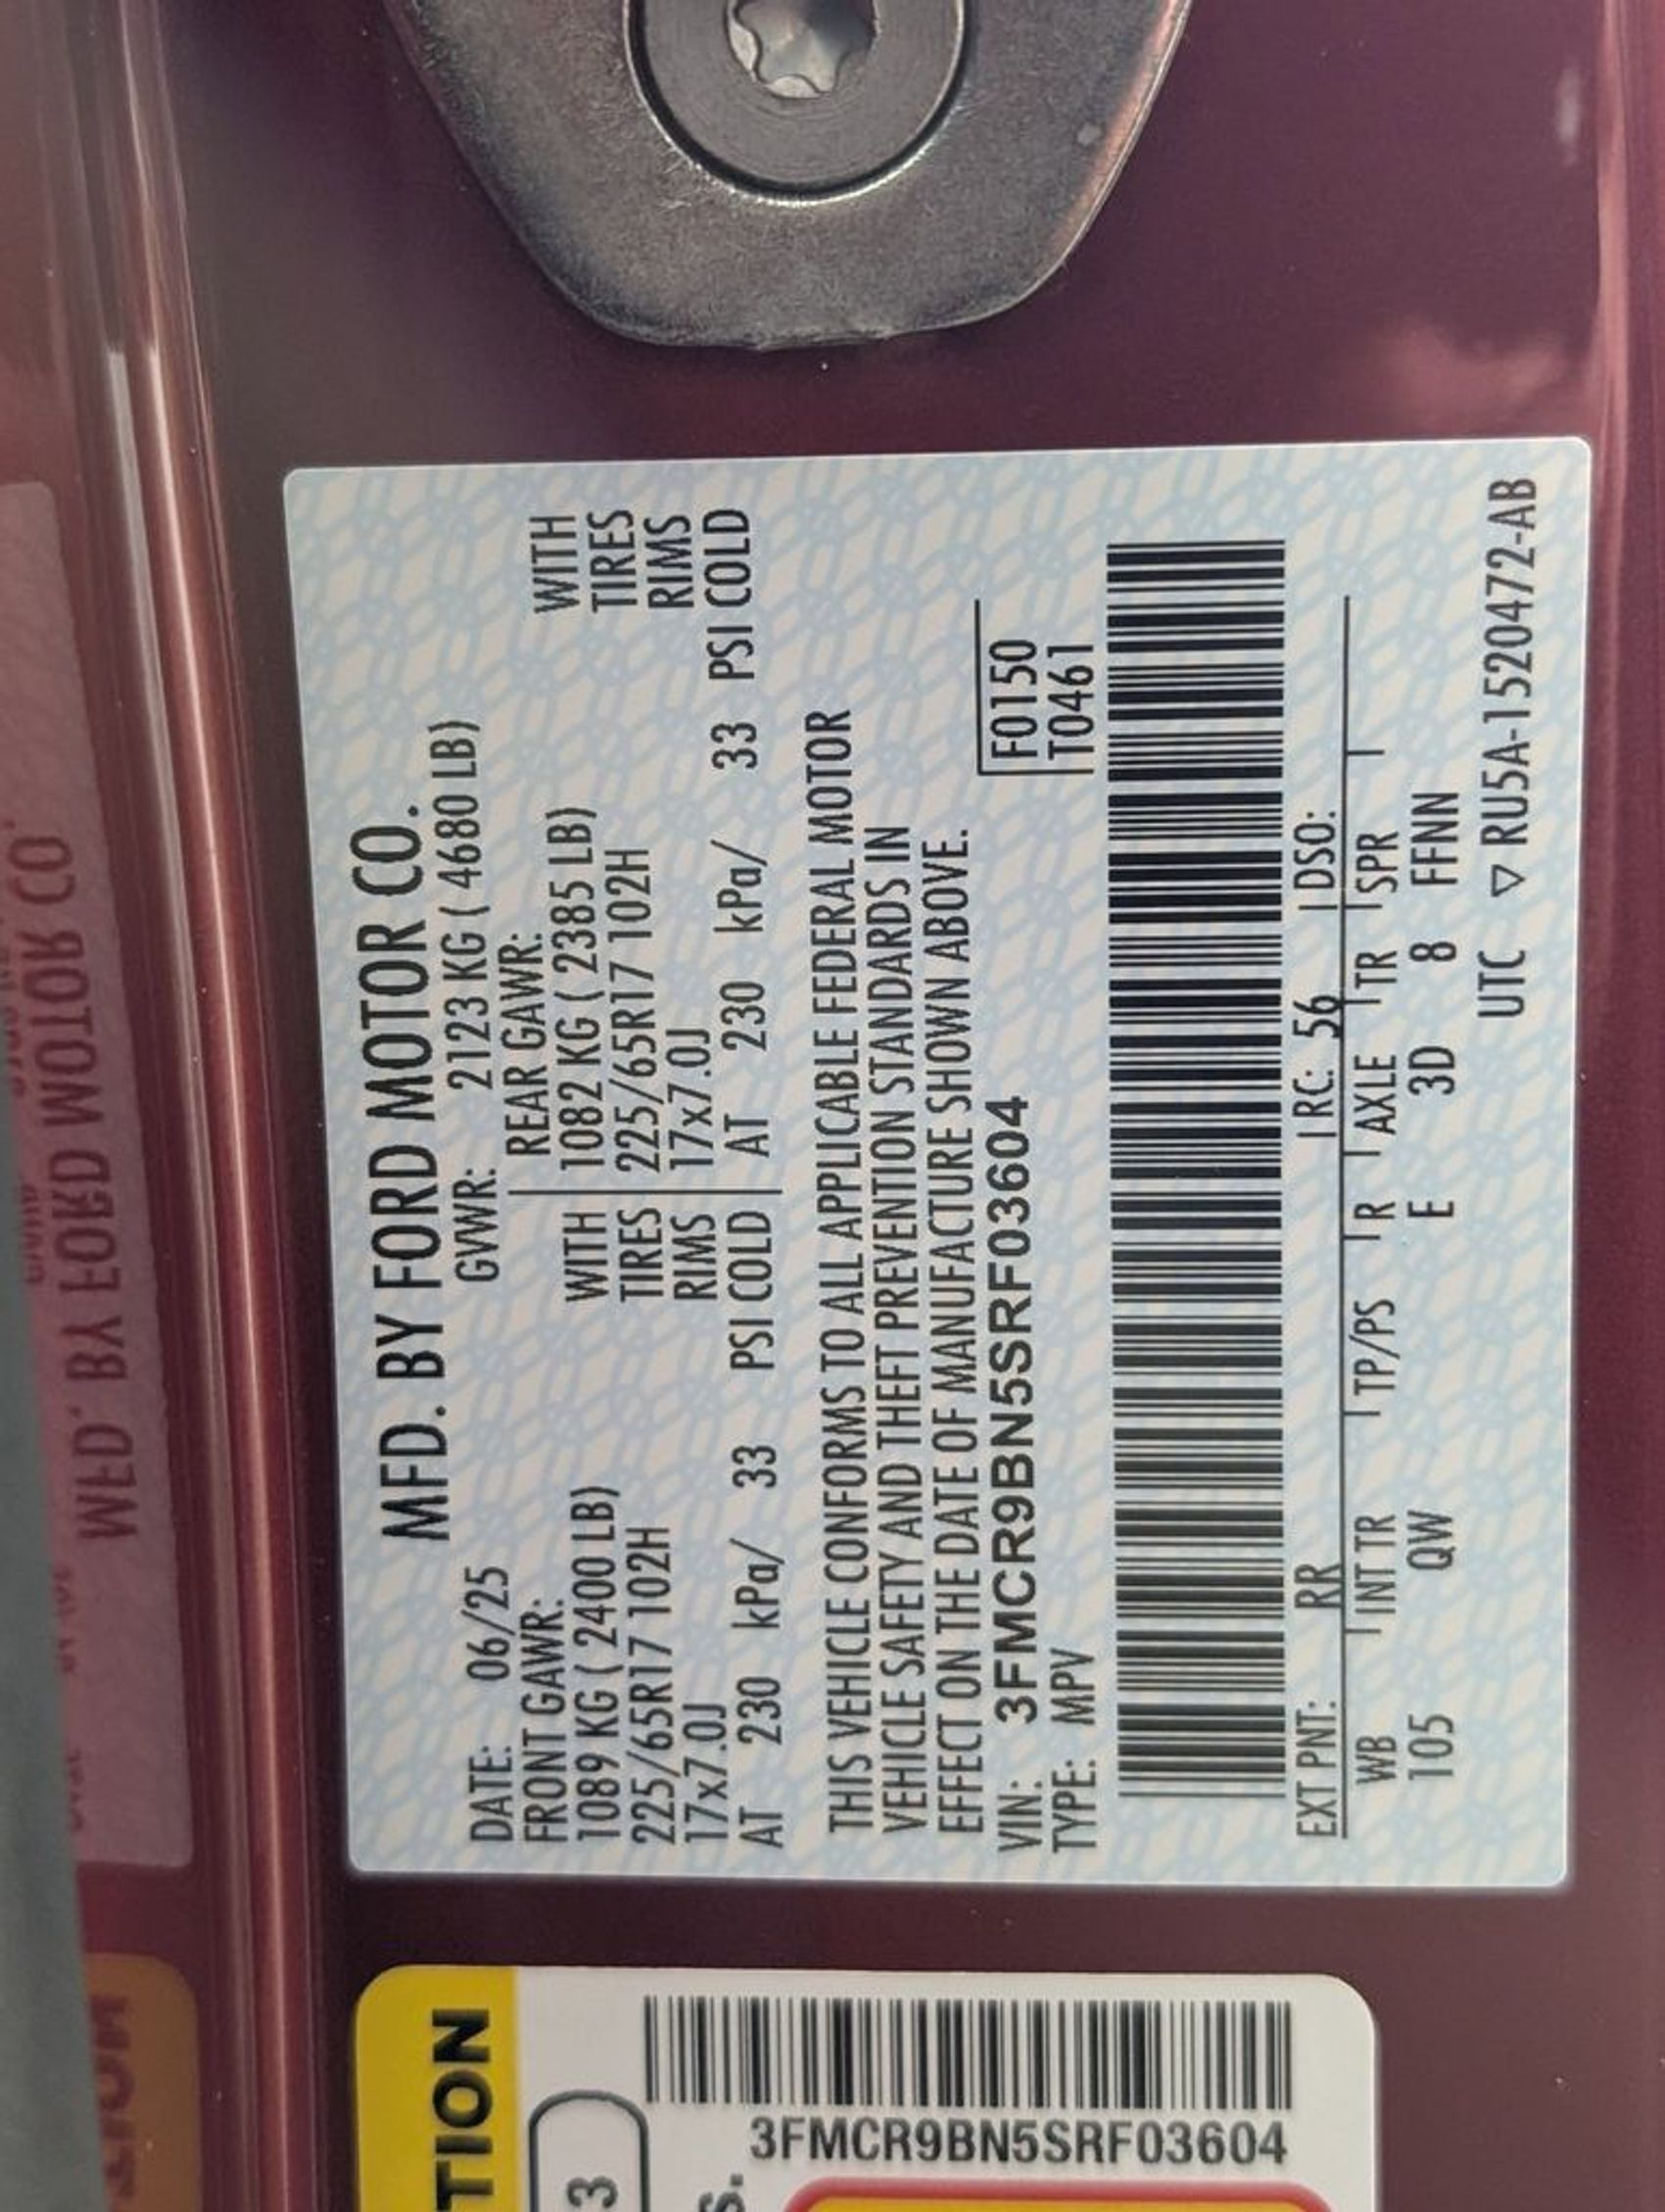 MFD. BY FORD MOTOR CO.
DATE: 06/25 GVWR: 2123 KG ( 4680 LB)
FRONT GAWR: REAR GAWR:
1089 KG ( 2400 LB) WITH 1082 KG ( 2385 LB) WITH
225/65R17 102H TIRES 225/65R17 102H TIRES
17x7.0J RIMS 17x7.0J RIMS
AT 230 kPa/ 33 PSI COLD AT 230 kPa/ 33 PSI COLD
THIS VEHICLE CONFORMS TO ALL APPLICABLE FEDERAL MOTOR
VEHICLE SAFETY AND THEFT PREVENTION STANDARDS IN
EFFECT ON THE DATE OF MANUFACTURE SHOWN ABOVE.
VIN: 3FMCR9BN5SRF03604 F0150
TYPE: MPV T0461
EXT PNT: RR RC: 56 DSO:
WB INT TR TP/PS R AXLE TR SPR
105 QW E 3D 8 FFNN
UTC ▽ RU5A-1520472-AB
TION
3
S.
3FMCR9BN5SRF03604
MFD. BY FORD MOTOR CO.